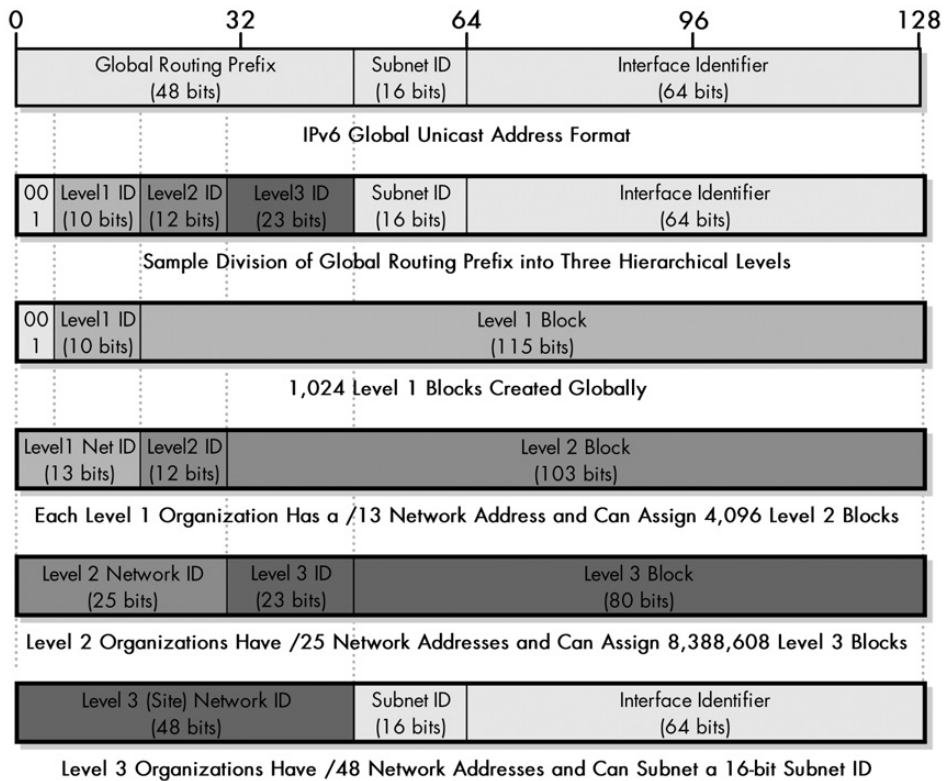 0 32 64 96 128
Global Routing Prefix Subnet ID Interface Identifier
(48 bits) (16 bits) (64 bits)
IPv6 Global Unicast Address Format
00 Level1 ID Level2 ID Level3 ID Subnet ID Interface Identifier
1 (10 bits) (12 bits) (23 bits) (16 bits) (64 bits)
Sample Division of Global Routing Prefix into Three Hierarchical Levels
00 Level1 ID Level 1 Block
1 (10 bits) (115 bits)
1,024 Level 1 Blocks Created Globally
Level1 Net ID Level2 ID Level 2 Block
(13 bits) (12 bits) (103 bits)
Each Level 1 Organization Has a /13 Network Address and Can Assign 4,096 Level 2 Blocks
Level 2 Network ID Level 3 ID Level 3 Block
(25 bits) (23 bits) (80 bits)
Level 2 Organizations Have /25 Network Addresses and Can Assign 8,388,608 Level 3 Blocks
Level 3 (Site) Network ID Subnet ID Interface Identifier
(48 bits) (16 bits) (64 bits)
Level 3 Organizations Have /48 Network Addresses and Can Subnet a 16-bit Subnet ID